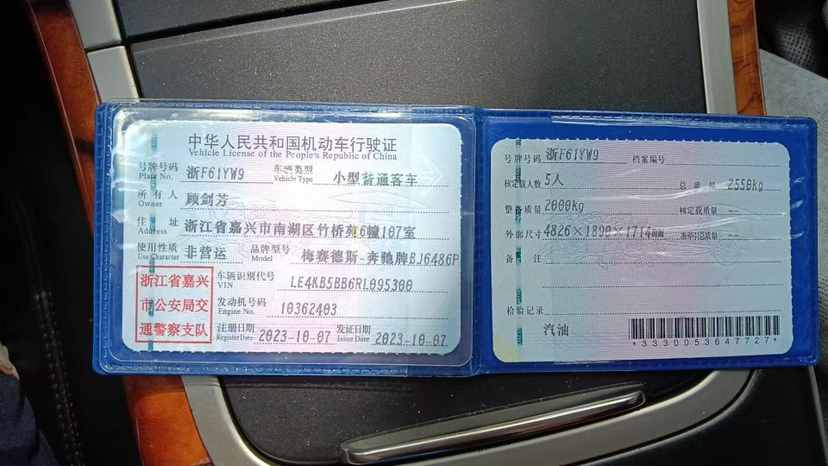 中华人民共和国机动车行驶证
Vehicle License of the People's Republic of China
号牌号码 浙F61YW9 车辆类型 小型普通客车
Plate No. Vehicle Type
所有人 顾剑芳
Owner
住址 浙江省嘉兴市南湖区竹桥苑6幢107室
Address
使用性质 非营运 品牌型号 梅赛德斯-奔驰牌BJ6486P
Use Character Model
浙江省嘉兴
市公安局交
通警察支队
车辆识别代号 LE4KB5BB6RL095300
VIN
发动机号码 10362403
Engine No.
注册日期 2023-10-07 发证日期 2023-10-07
Register Date Issue Date
号牌号码 浙F61YW9 档案编号
核定载人数 5人 总质量 2550kg
整备质量 2000kg 核定载质量 --
外廓尺寸 4826×1890×1714mm 准牵引总质量 --
备注
检验记录
汽油
*3330053647727*